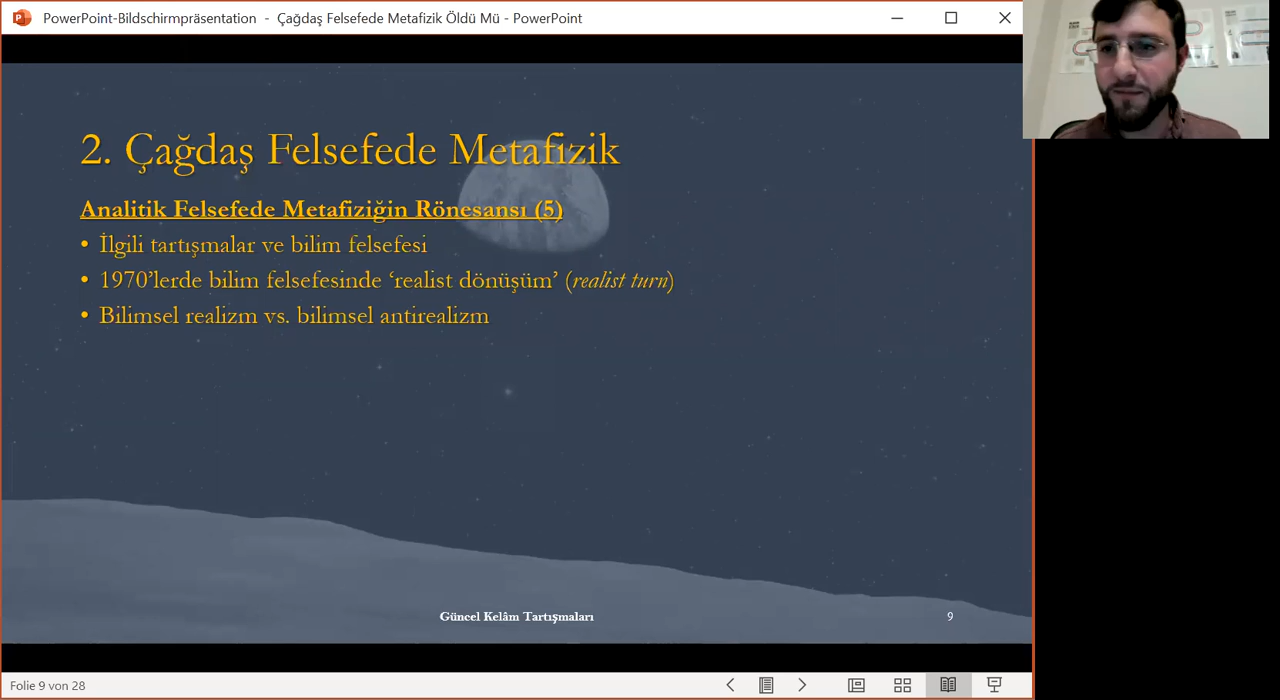 PowerPoint-Bildschirmpräsentation - Çağdaş Felsefede Metafizik Öldü Mü - PowerPoint
2. Çağdaş Felsefede Metafizik
Analitik Felsefede Metafiziğin Rönesansı (5)
• İlgili tartışmalar ve bilim felsefesi
• 1970’lerde bilim felsefesinde ‘realist dönüşüm’ (realist turn)
• Bilimsel realizm vs. bilimsel antirealizm
Güncel Kelâm Tartışmaları
9
Folie 9 von 28